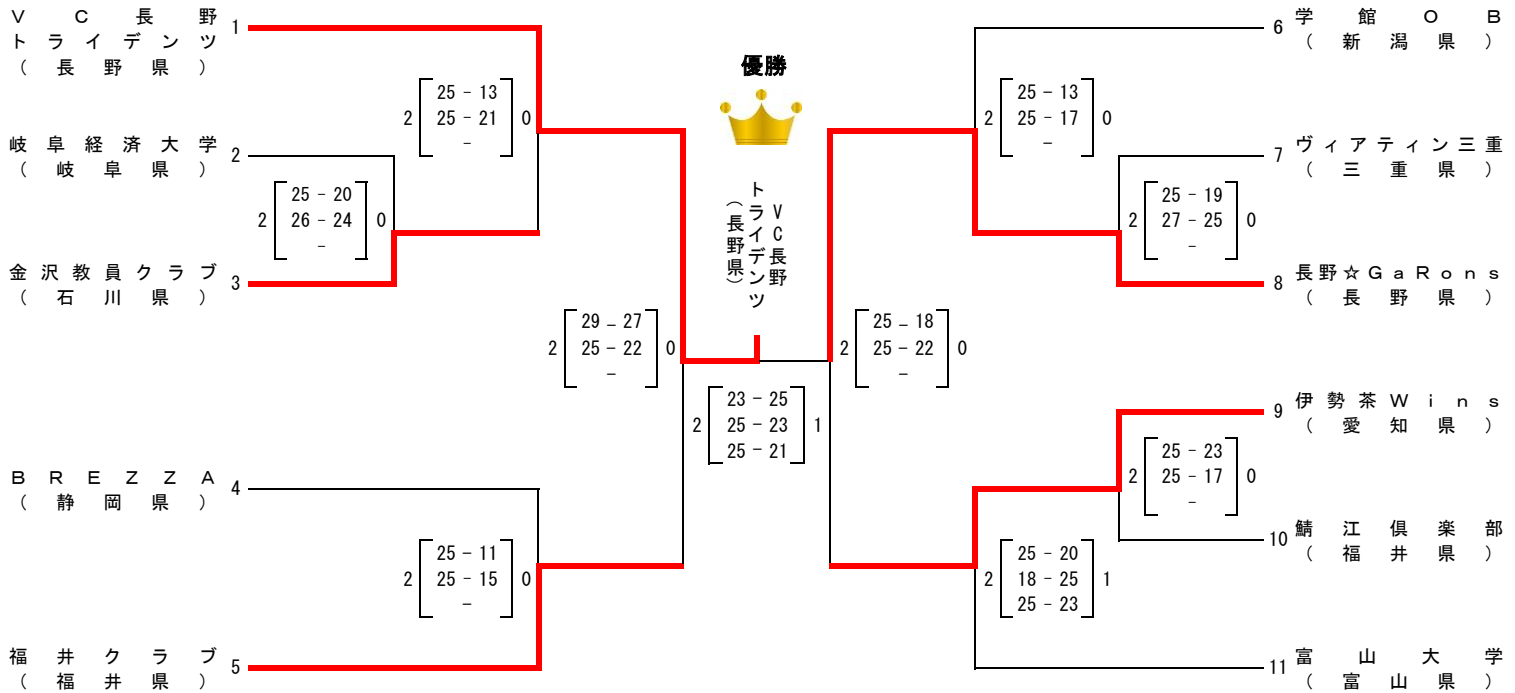 VC長野
トライデンツ
(長野県)
1
岐阜経済大学
(岐阜県)
2
金沢教員クラブ
(石川県)
3
BREZZA
(静岡県)
4
福井クラブ
(福井県)
5
2 25 - 13 0
25 - 21
-
2 25 - 20 0
26 - 24
-
2 29 - 27 0
25 - 22
-
2 25 - 11 0
25 - 15
-
優勝
VC長野
トライデンツ
(長野県)
2 23 - 25 1
25 - 23
25 - 21
2 25 - 13 0
25 - 17
-
2 25 - 19 0
27 - 25
-
2 25 - 18 0
25 - 22
-
2 25 - 23 0
25 - 17
-
2 25 - 20 1
18 - 25
25 - 23
6
学館OB
(新潟県)
7
ヴィアティン三重
(三重県)
8
長野☆GaRons
(長野県)
9
伊勢茶Wins
(愛知県)
10
鯖江倶楽部
(福井県)
11
富山大学
(富山県)